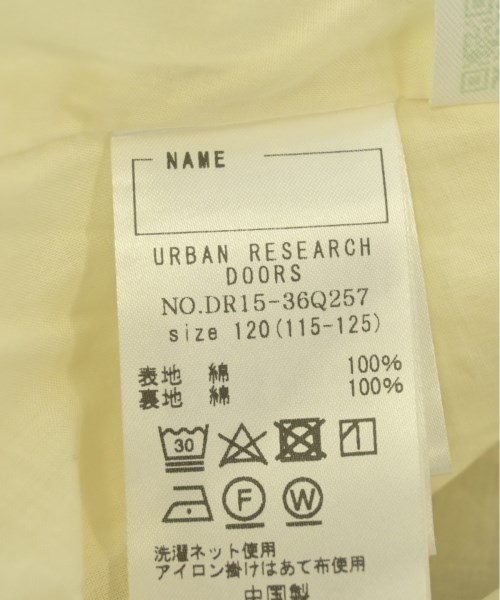 NAME
URBAN RESEARCH
DOORS
NO.DR15-36Q257
size 120(115-125)
表地 綿 100%
裏地 綿 100%
30
F W
洗濯ネット使用
アイロン掛けはあて布使用
中国製